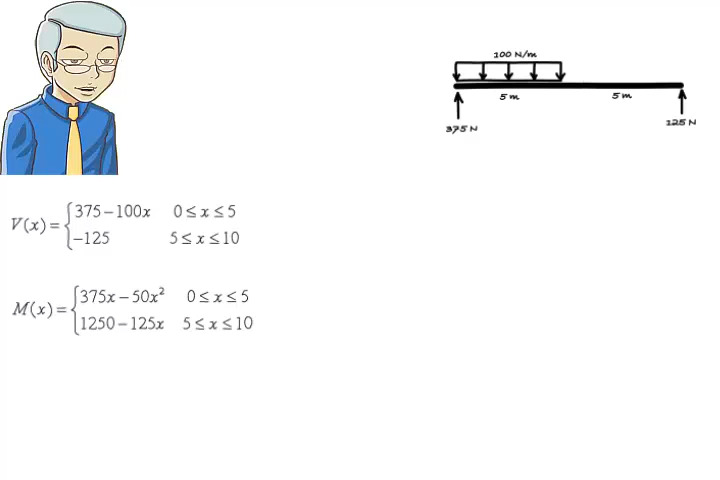 100 N/m
5 m 5 m
375 N 125 N
V(x) = { 375 − 100x 0 ≤ x ≤ 5
−125 5 ≤ x ≤ 10
M(x) = { 375x − 50x² 0 ≤ x ≤ 5
1250 − 125x 5 ≤ x ≤ 10